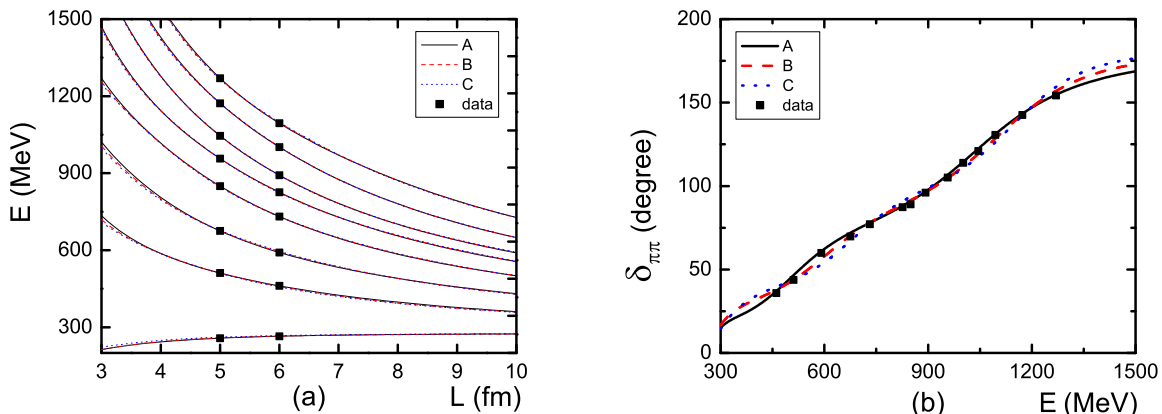 1500
1200
900
600
300
E (MeV)
3 4 5 6 7 8 9 10
(a)
L (fm)
A
B
C
data
200
150
100
50
0
δππ (degree)
300 600 900 1200 1500
(b)
E (MeV)
A
B
C
data